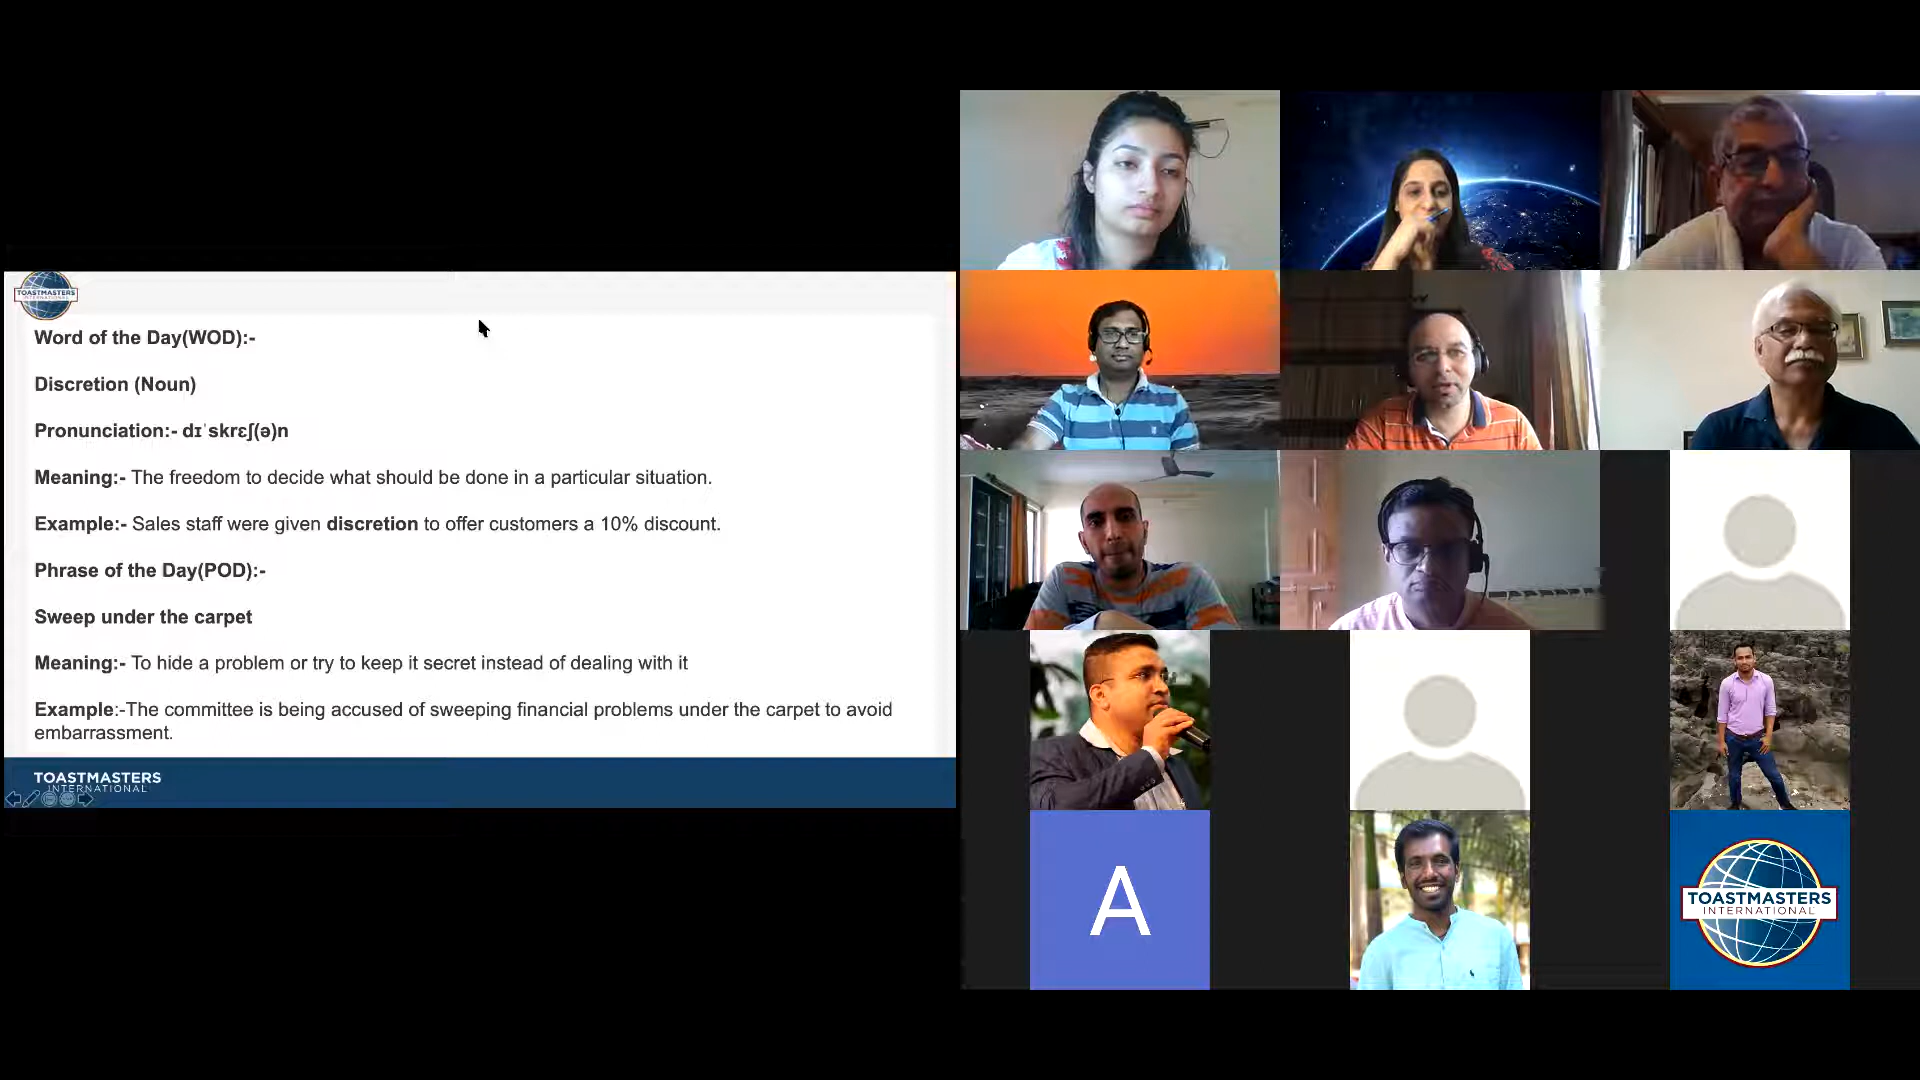 TOASTMASTERS
INTERNATIONAL
Word of the Day(WOD):-
Discretion (Noun)
Pronunciation:- dɪˈskrɛʃ(ə)n
Meaning:- The freedom to decide what should be done in a particular situation.
Example:- Sales staff were given discretion to offer customers a 10% discount.
Phrase of the Day(POD):-
Sweep under the carpet
Meaning:- To hide a problem or try to keep it secret instead of dealing with it
Example:-The committee is being accused of sweeping financial problems under the carpet to avoid
embarrassment.
TOASTMASTERS
INTERNATIONAL
A
TOASTMASTERS
INTERNATIONAL